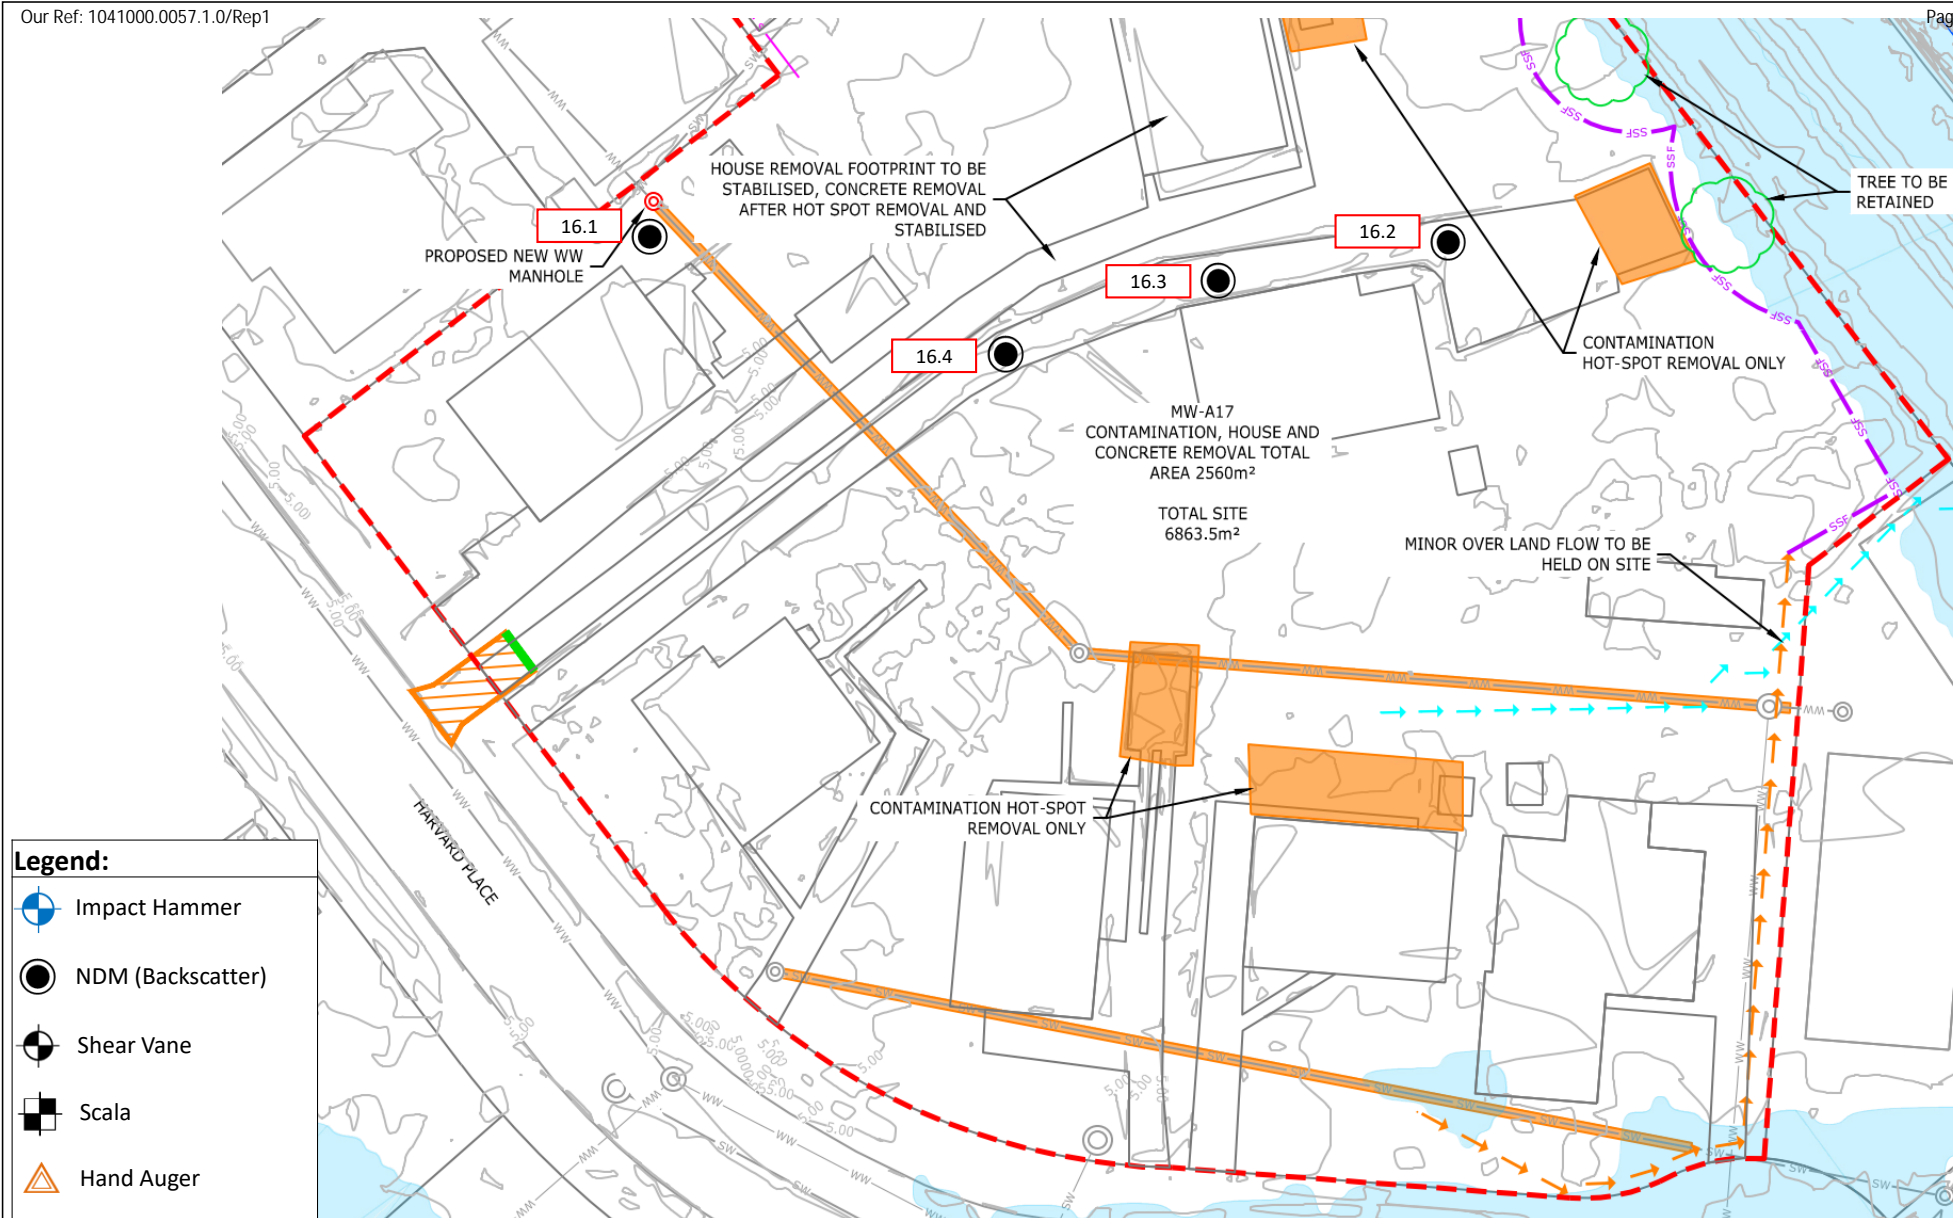 Our Ref: 1041000.0057.1.0/Rep1
Pag
HOUSE REMOVAL FOOTPRINT TO BE
STABILISED, CONCRETE REMOVAL
AFTER HOT SPOT REMOVAL AND
STABILISED
TREE TO BE
RETAINED
16.1
16.2
PROPOSED NEW WW
MANHOLE
16.3
16.4
CONTAMINATION
HOT-SPOT REMOVAL ONLY
MW-A17
CONTAMINATION, HOUSE AND
CONCRETE REMOVAL TOTAL
AREA 2560m²
TOTAL SITE
6863.5m²
MINOR OVER LAND FLOW TO BE
HELD ON SITE
CONTAMINATION HOT-SPOT
REMOVAL ONLY
HARVARD PLACE
Legend:
Impact Hammer
NDM (Backscatter)
Shear Vane
Scala
Hand Auger